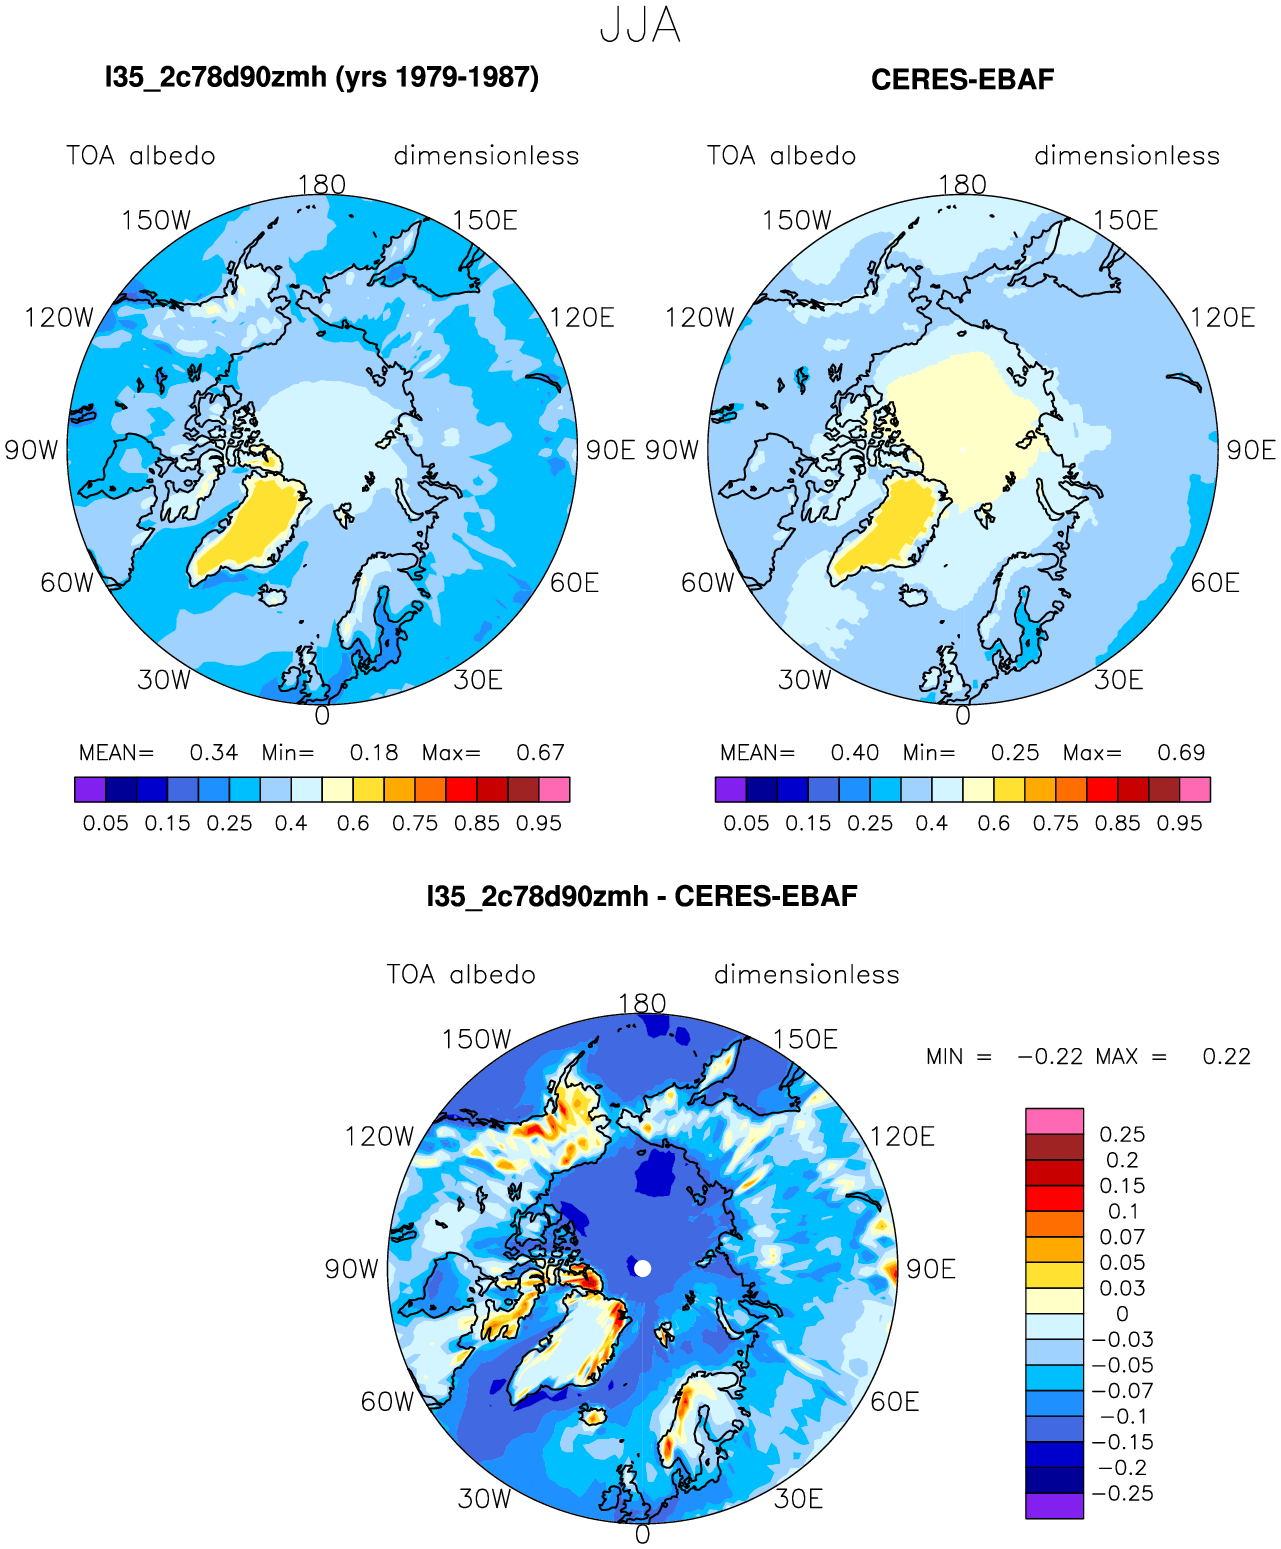 JJA
l35_2c78d90zmh (yrs 1979-1987)
CERES-EBAF
TOA albedo dimensionless
TOA albedo dimensionless
180
150W 150E
120W 120E
90W 90E
60W 60E
30W 30E
0
180
150W 150E
120W 120E
90W 90E
60W 60E
30W 30E
0
MEAN= 0.34 Min= 0.18 Max= 0.67
0.05 0.15 0.25 0.4 0.6 0.75 0.85 0.95
MEAN= 0.40 Min= 0.25 Max= 0.69
0.05 0.15 0.25 0.4 0.6 0.75 0.85 0.95
l35_2c78d90zmh - CERES-EBAF
TOA albedo dimensionless
180
150W 150E
120W 120E
90W 90E
60W 60E
30W 30E
0
MIN = −0.22 MAX = 0.22
0.25
0.2
0.15
0.1
0.07
0.05
0.03
0
−0.03
−0.05
−0.07
−0.1
−0.15
−0.2
−0.25